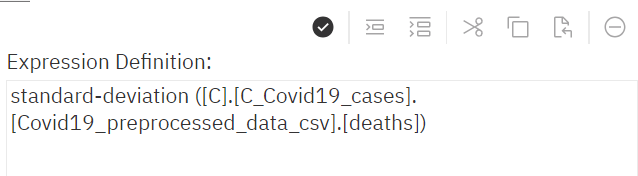 Expression Definition:
standard-deviation ([C].[C_Covid19_cases].
[Covid19_preprocessed_data_csv].[deaths])